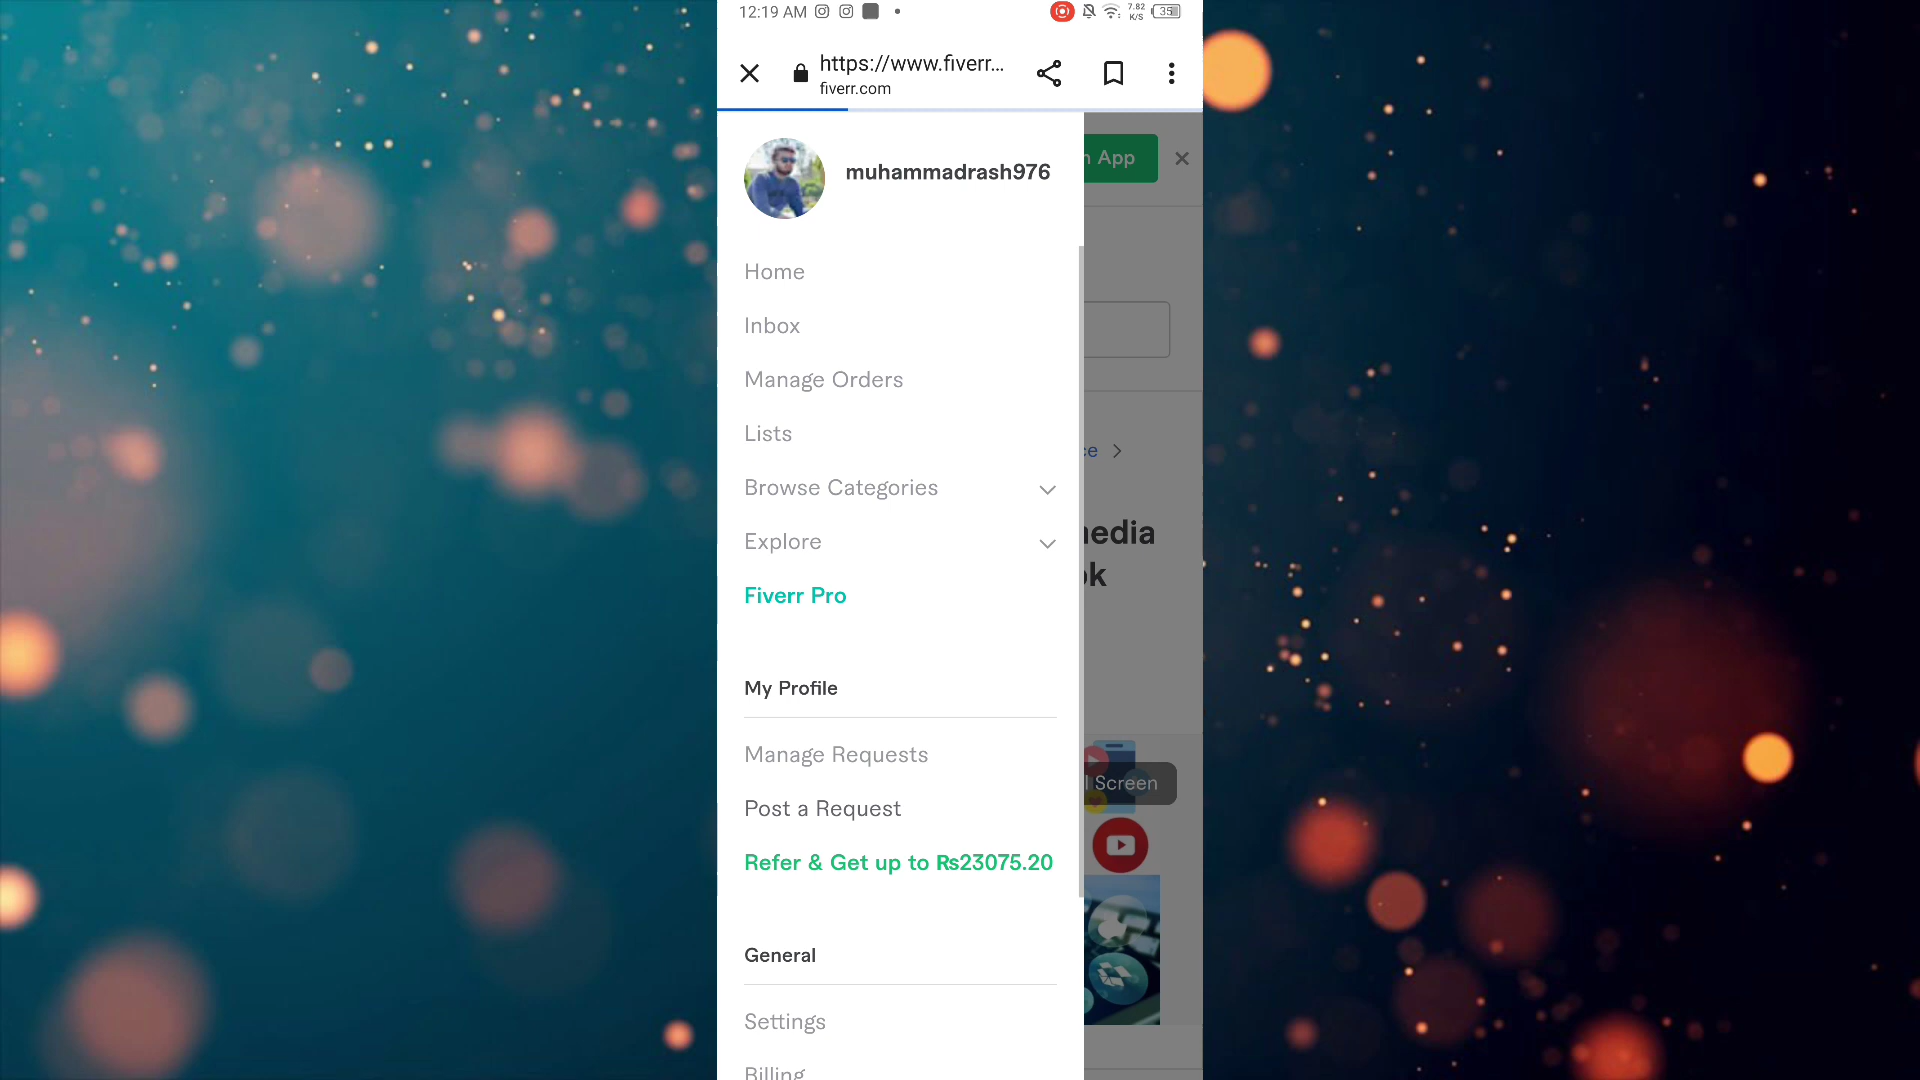 12:19 AM
7.82
K/S
35
https://www.fiverr...
fiverr.com
muhammadrash976
App
Home
Inbox
Manage Orders
Lists
Browse Categories
Explore
Fiverr Pro
My Profile
Manage Requests
Post a Request
Screen
Refer & Get up to ₨23075.20
General
Settings
Billing